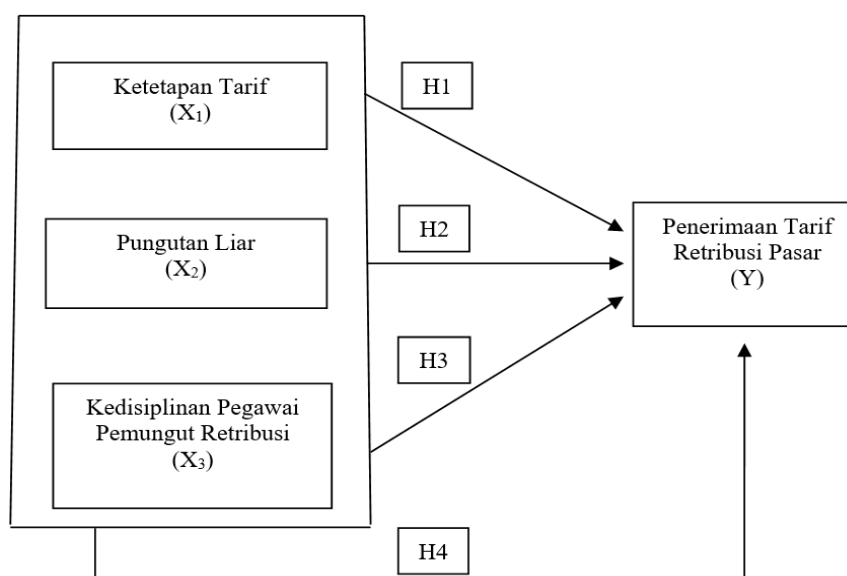 Ketetapan Tarif
(X₁)
H1
Pungutan Liar
(X₂)
H2
Penerimaan Tarif
Retribusi Pasar
(Y)
H3
Kedisiplinan Pegawai
Pemungut Retribusi
(X₃)
H4